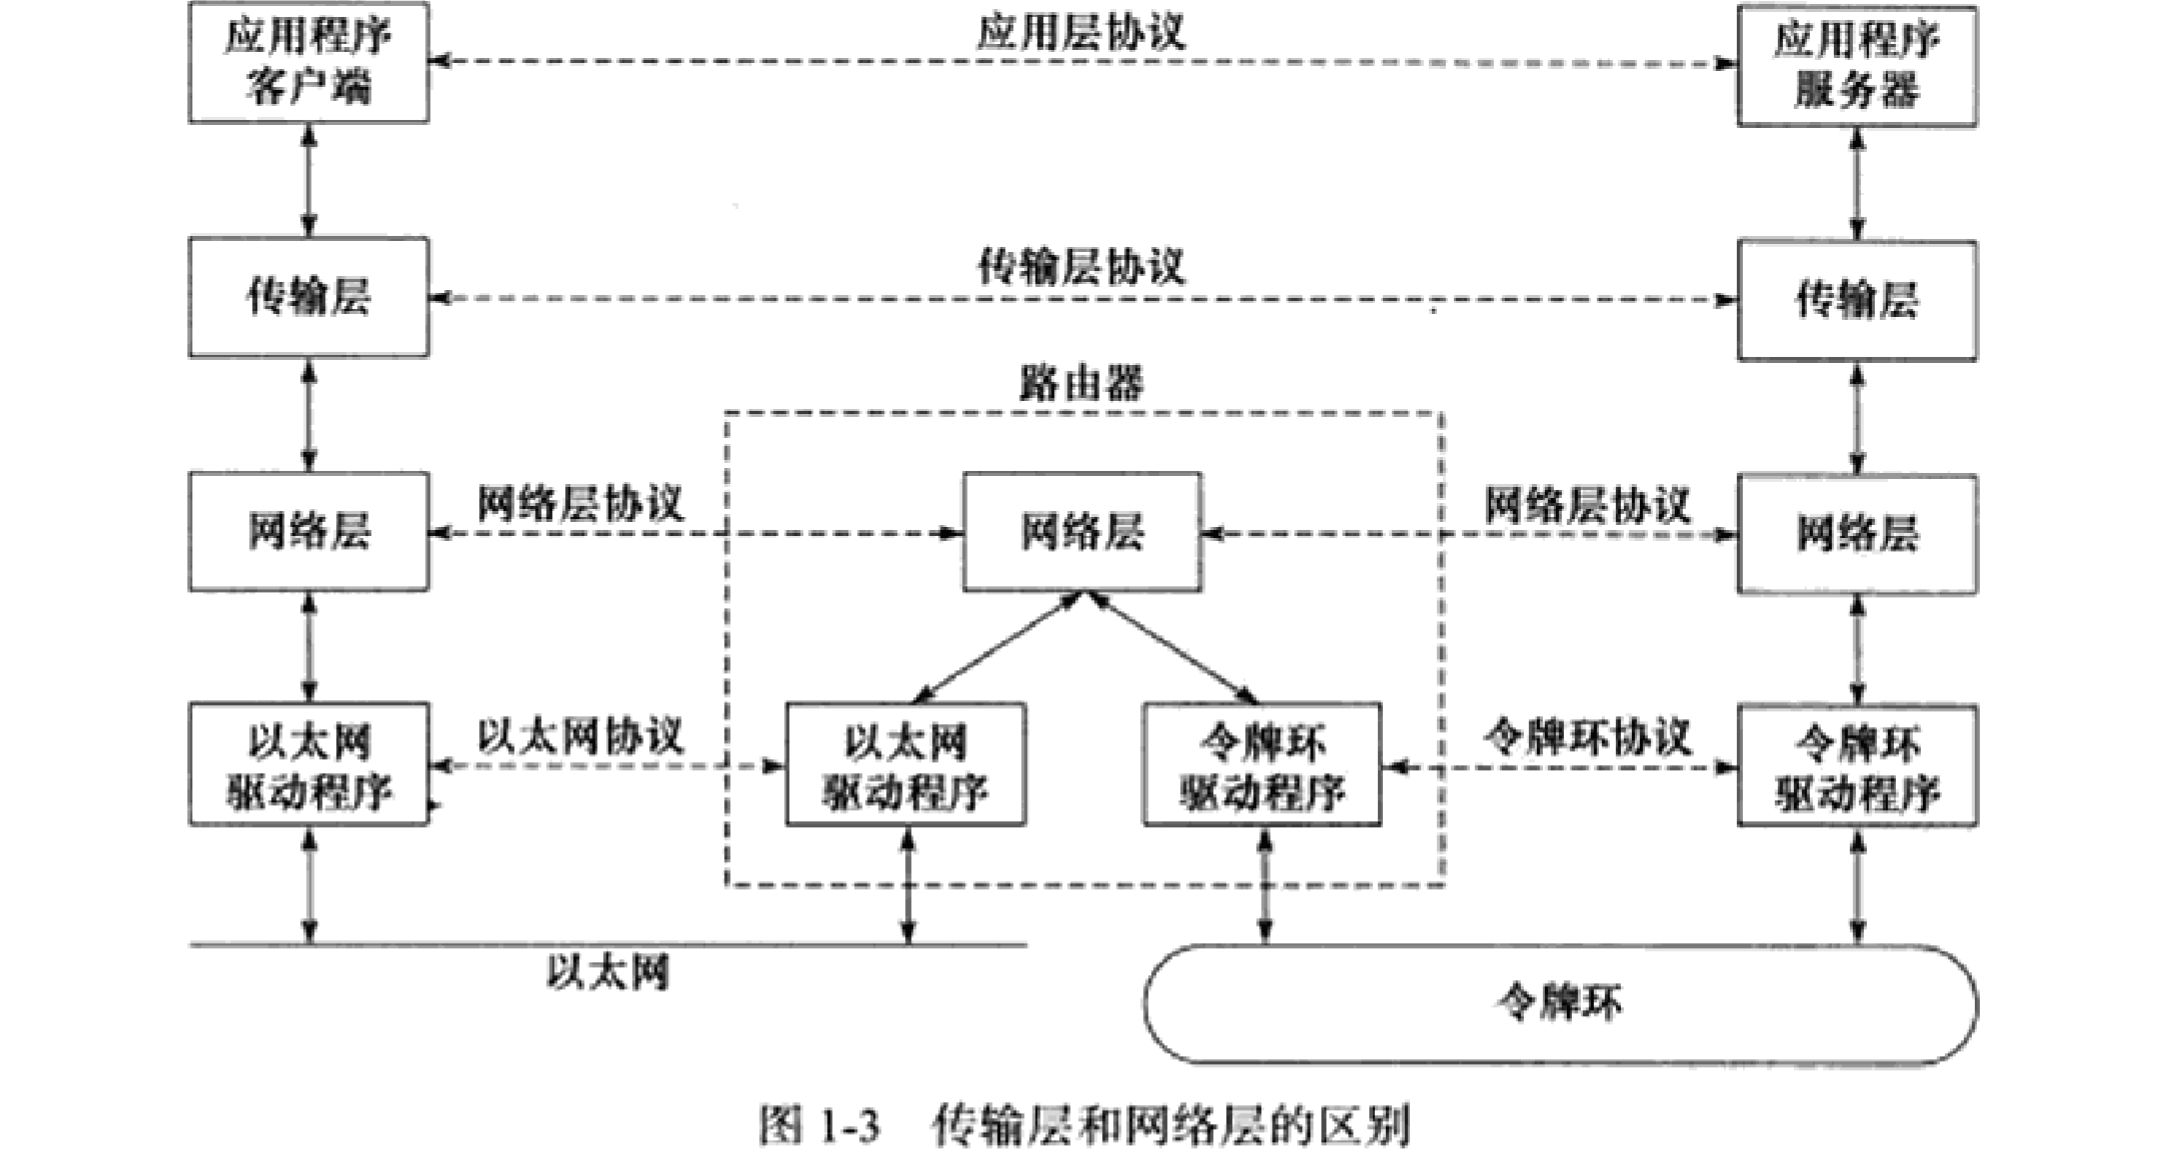 应用程序
客户端
应用层协议
应用程序
服务器
传输层
传输层协议
传输层
路由器
网络层
网络层协议
网络层
网络层协议
网络层
以太网
驱动程序
以太网协议
以太网
驱动程序
令牌环
驱动程序
令牌环协议
令牌环
驱动程序
以太网
令牌环
图 1-3 传输层和网络层的区别